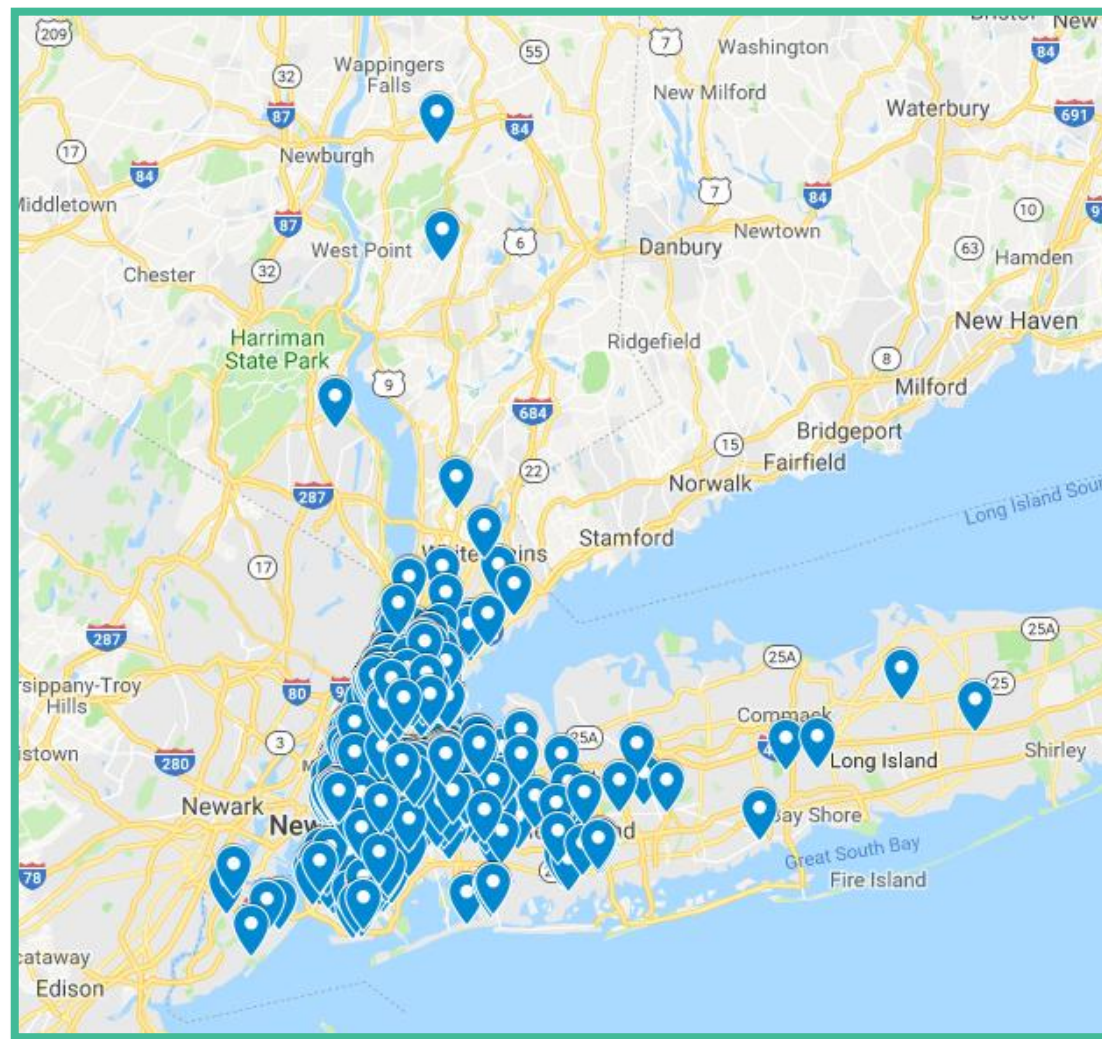 New
209
7
Washington
84
32
55
Wappingers
Falls
New Milford
Waterbury
87
84
691
17
Newburgh
84
7
84
Middletown
87
10
West Point
6
Danbury
Newtown
63
Hamden
Chester
32
New Haven
Harriman
State Park
Ridgefield
8
9
Milford
684
Bridgeport
15
Fairfield
22
Norwalk
287
Long Island Soun
Stamford
17
287
25A
25A
rsippany-Troy
Hills
80
25
Commack
istown
3
25A
280
Long Island
Shirley
Newark
Bay Shore
Great South Bay
78
Fire Island
cataway
Edison